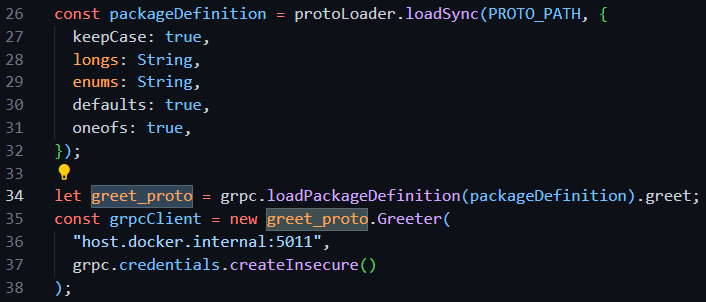 26 const packageDefinition = protoLoader.loadSync(PROTO_PATH, {
27   keepCase: true,
28   longs: String,
29   enums: String,
30   defaults: true,
31   oneofs: true,
32 });
33
34 let greet_proto = grpc.loadPackageDefinition(packageDefinition).greet;
35 const grpcClient = new greet_proto.Greeter(
36   "host.docker.internal:5011",
37   grpc.credentials.createInsecure()
38 );